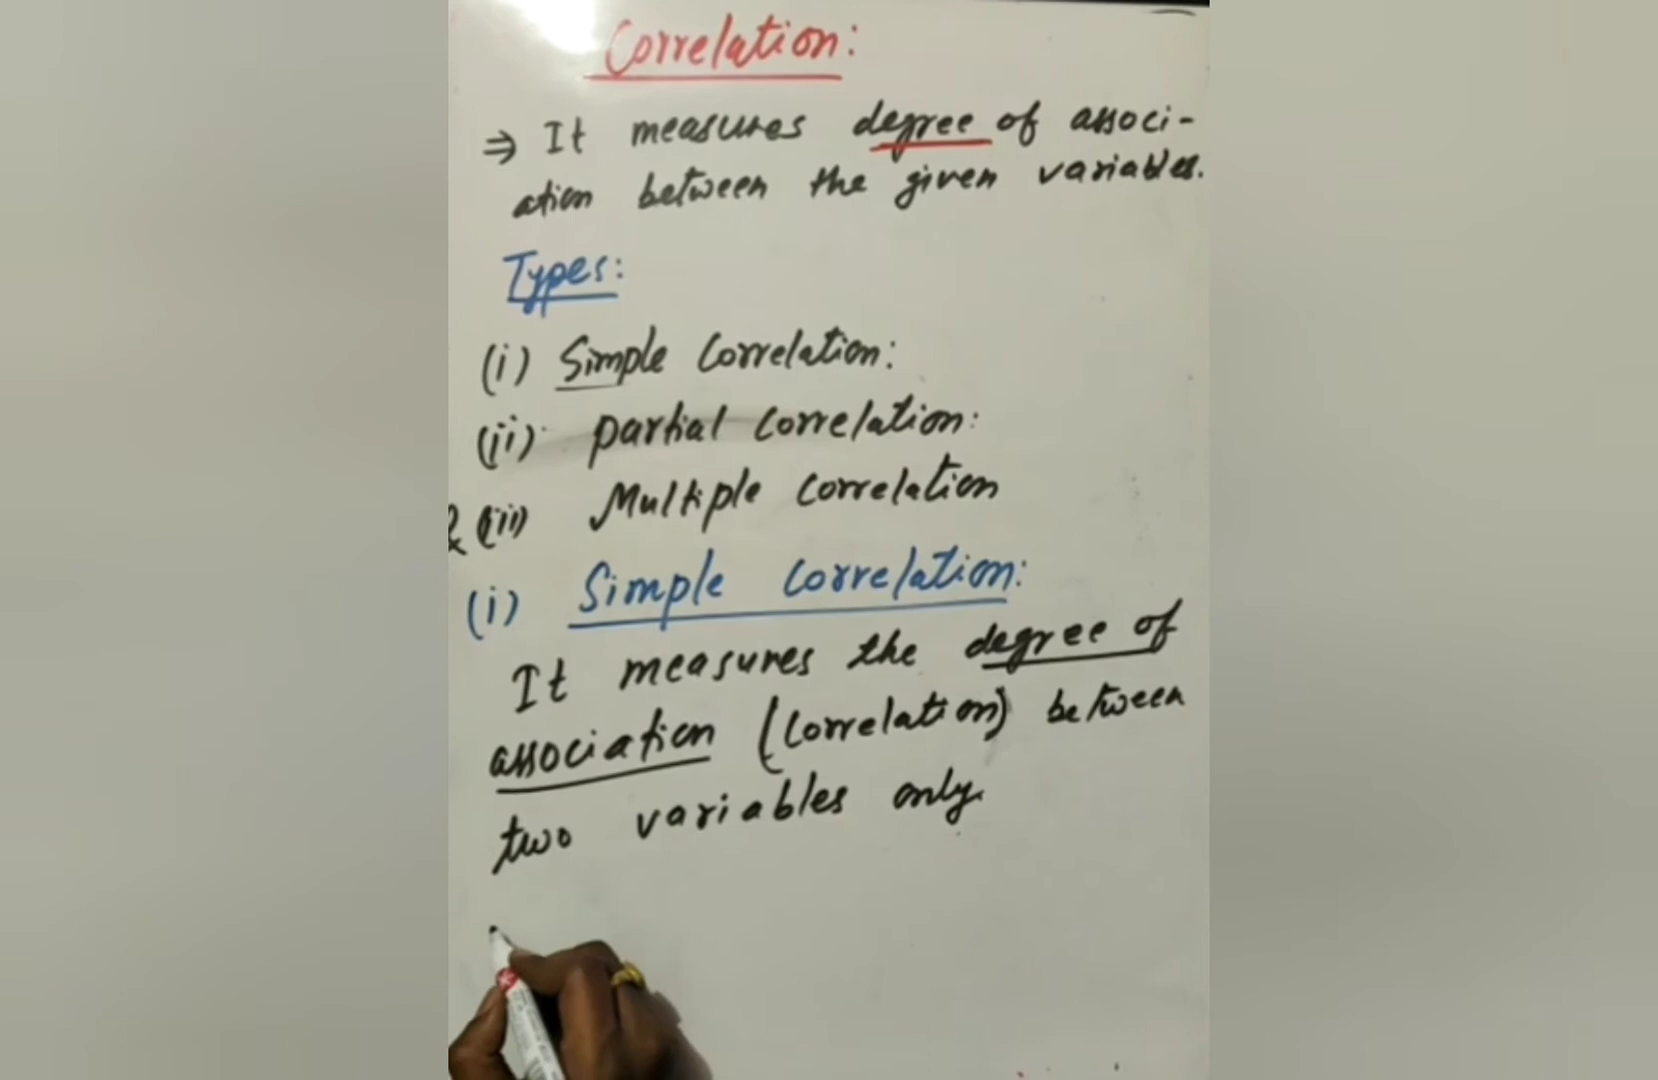 Correlation:
⇒ It measures degree of associ-
ation between the given variables.
Types:
(i) Simple Correlation:
(ii) partial correlation:
& (iii) Multiple correlation
(i) Simple correlation:
It measures the degree of
association (correlation) between
two variables only.